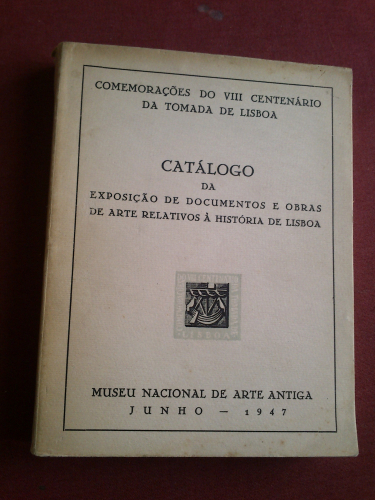 COMEMORAÇÕES DO VIII CENTENÁRIO
DA TOMADA DE LISBOA
CATÁLOGO
DA
EXPOSIÇÃO DE DOCUMENTOS E OBRAS
DE ARTE RELATIVOS À HISTÓRIA DE LISBOA
LISBOA
MUSEU NACIONAL DE ARTE ANTIGA
JUNHO — 1947